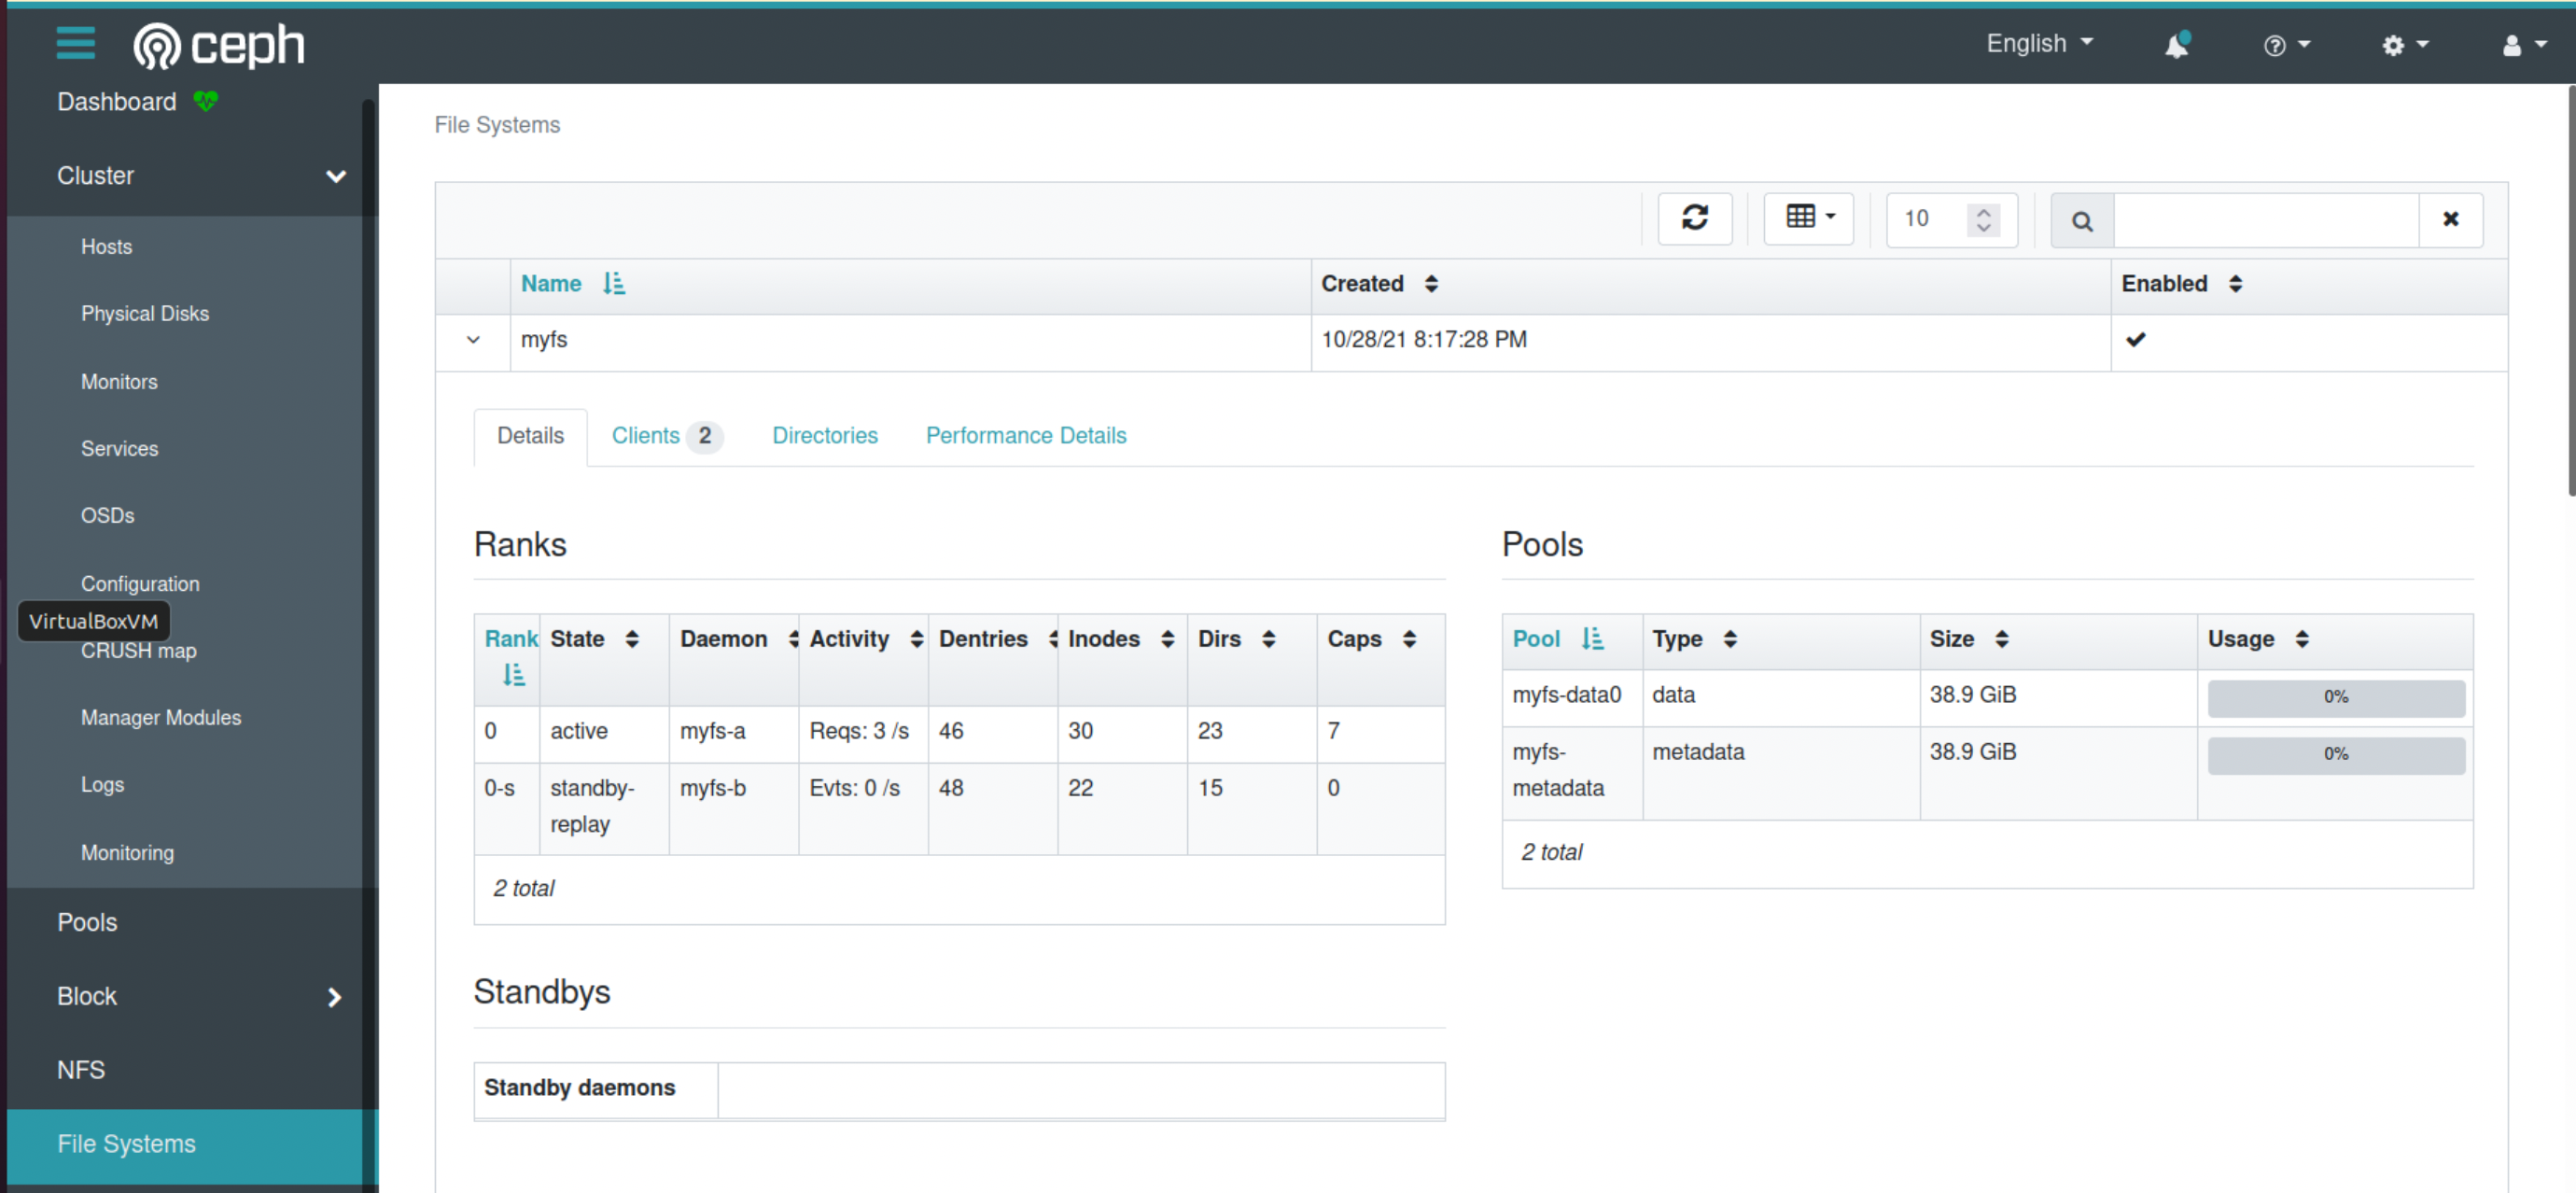 ceph
English
Dashboard
Cluster
Hosts
Physical Disks
Monitors
Services
OSDs
Configuration
VirtualBoxVM
CRUSH map
Manager Modules
Logs
Monitoring
Pools
Block
NFS
File Systems
File Systems
10
Name Created Enabled
myfs 10/28/21 8:17:28 PM
Details Clients 2 Directories Performance Details
Ranks
Rank State Daemon Activity Dentries Inodes Dirs Caps
0 active myfs-a Reqs: 3 /s 46 30 23 7
0-s standby- myfs-b Evts: 0 /s 48 22 15 0
replay
2 total
Standbys
Standby daemons
Pools
Pool Type Size Usage
myfs-data0 data 38.9 GiB 0%
myfs- metadata 38.9 GiB 0%
metadata
2 total